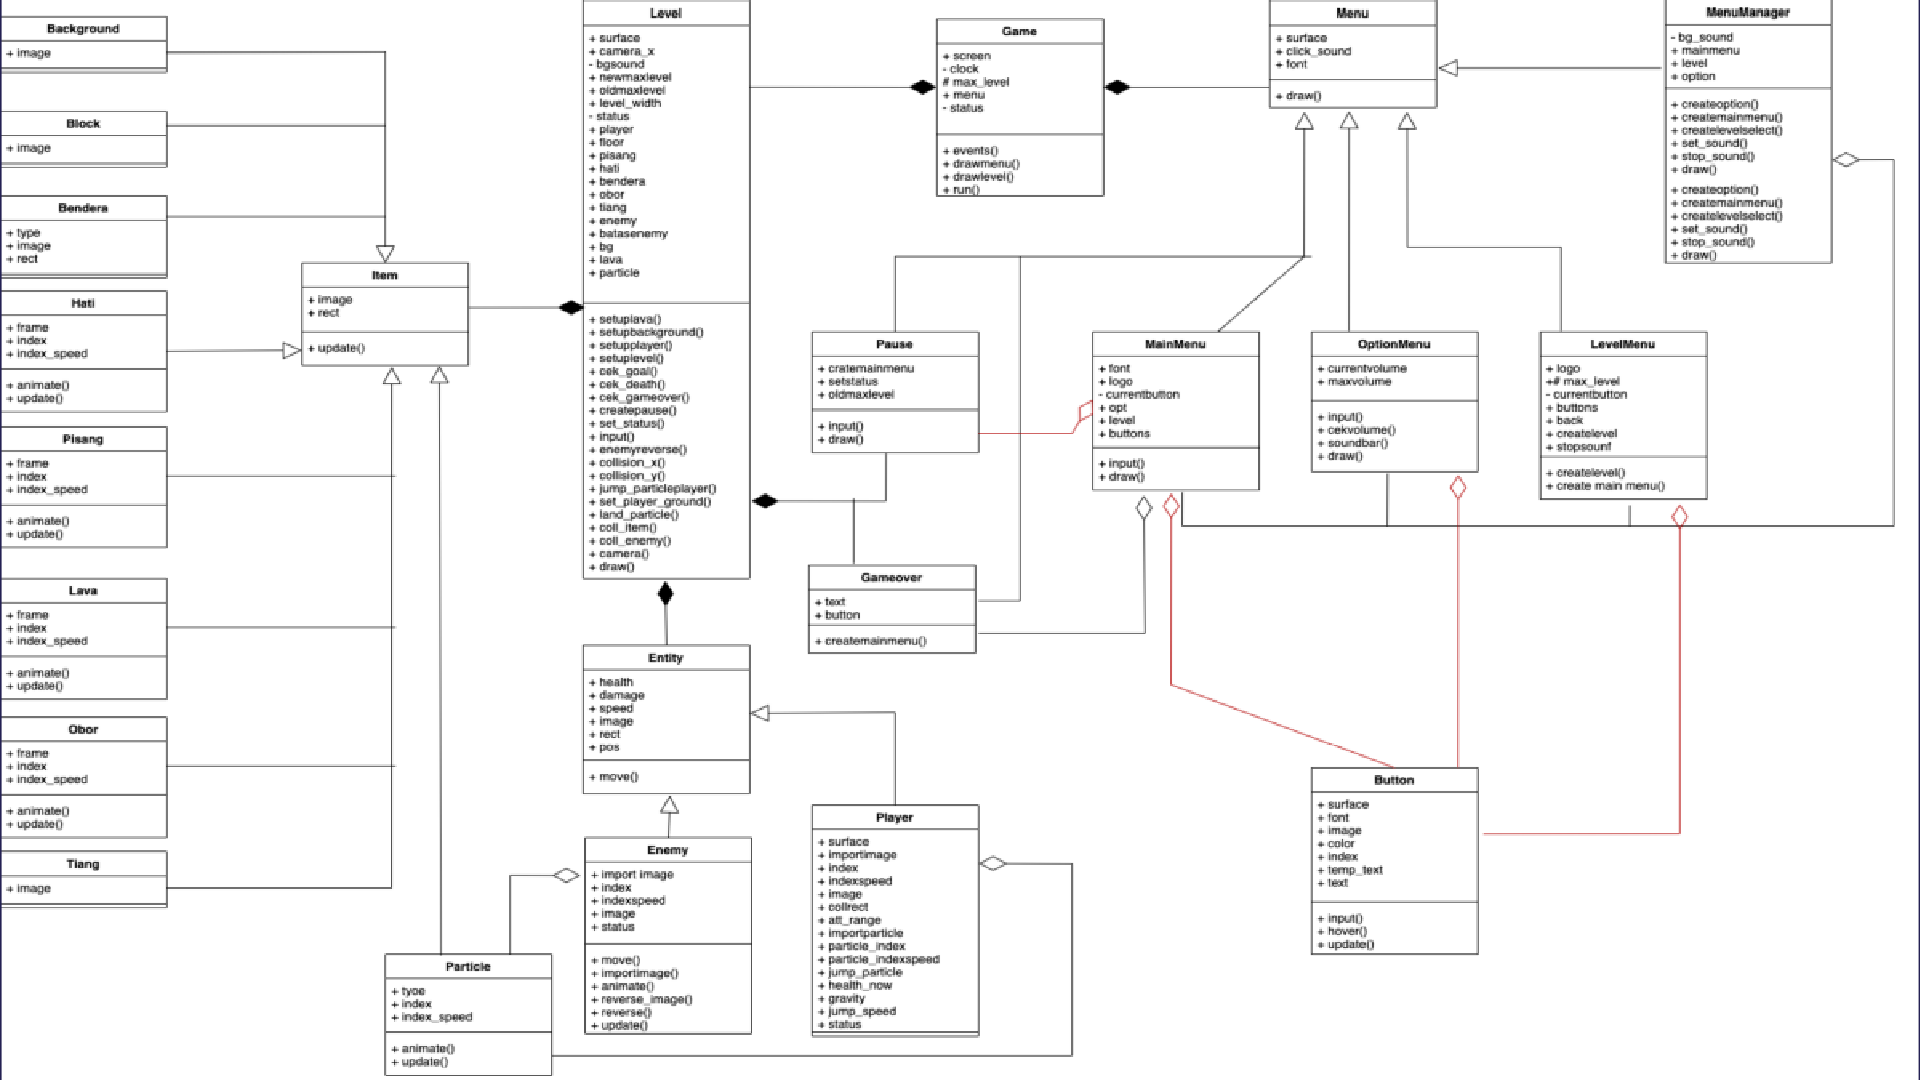 Background
+ image
Block
+ image
Bendera
+ type
+ image
+ rect
Hati
+ frame
+ index
+ index_speed
+ animate()
+ update()
Pisang
+ frame
+ index
+ index_speed
+ animate()
+ update()
Lava
+ frame
+ index
+ index_speed
+ animate()
+ update()
Obor
+ frame
+ index
+ index_speed
+ animate()
+ update()
Tiang
+ image
Item
+ image
+ rect
+ update()
Particle
+ type
+ index
+ index_speed
+ animate()
+ update()
Level
+ surface
+ camera_x
- bgsound
+ newmaxlevel
+ oldmaxlevel
+ level_width
- status
+ player
+ floor
+ pisang
+ hati
+ bendera
+ obor
+ tiang
+ enemy
+ batasenemy
+ bg
+ lava
+ particle
+ setuplava()
+ setupbackground()
+ setupplayer()
+ setuplevel()
+ cek_goal()
+ cek_death()
+ cek_gameover()
+ createpause()
+ set_status()
+ input()
+ enemyreverse()
+ collision_x()
+ collision_y()
+ jump_particleplayer()
+ set_player_ground()
+ land_particle()
+ coll_item()
+ coll_enemy()
+ camera()
+ draw()
Entity
+ health
+ damage
+ speed
+ image
+ rect
+ pos
+ move()
Enemy
+ import image
+ index
+ indexspeed
+ image
+ status
+ move()
+ importimage()
+ animate()
+ reverse_image()
+ reverse()
+ update()
Player
+ surface
+ importimage
+ index
+ indexspeed
+ image
+ collrect
+ att_range
+ importparticle
+ particle_index
+ particle_indexspeed
+ jump_particle
+ health_now
+ gravity
+ jump_speed
+ status
Game
+ screen
- clock
# max_level
+ menu
- status
+ events()
+ drawmenu()
+ drawlevel()
+ run()
Pause
+ cratemainmenu
+ setstatus
+ oldmaxlevel
+ input()
+ draw()
Gameover
+ text
+ button
+ createmainmenu()
Menu
+ surface
+ click_sound
+ font
+ draw()
MainMenu
+ font
+ logo
- currentbutton
+ opt
+ level
+ buttons
+ input()
+ draw()
OptionMenu
+ currentvolume
+ maxvolume
+ input()
+ cekvolume()
+ soundbar()
+ draw()
LevelMenu
+ logo
+# max_level
- currentbutton
+ buttons
+ back
+ createlevel
+ stopsounf
+ createlevel()
+ create main menu()
MenuManager
- bg_sound
+ mainmenu
+ level
+ option
+ createoption()
+ createmainmenu()
+ createlevelselect()
+ set_sound()
+ stop_sound()
+ draw()
+ createoption()
+ createmainmenu()
+ createlevelselect()
+ set_sound()
+ stop_sound()
+ draw()
Button
+ surface
+ font
+ image
+ color
+ index
+ temp_text
+ text
+ input()
+ hover()
+ update()